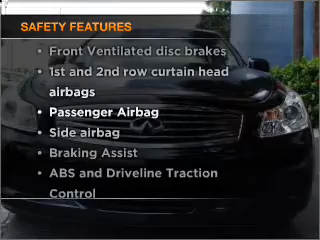 SAFETY FEATURES
• Front Ventilated disc brakes
• 1st and 2nd row curtain head
airbags
• Passenger Airbag
• Side airbag
• Braking Assist
• ABS and Driveline Traction
Control